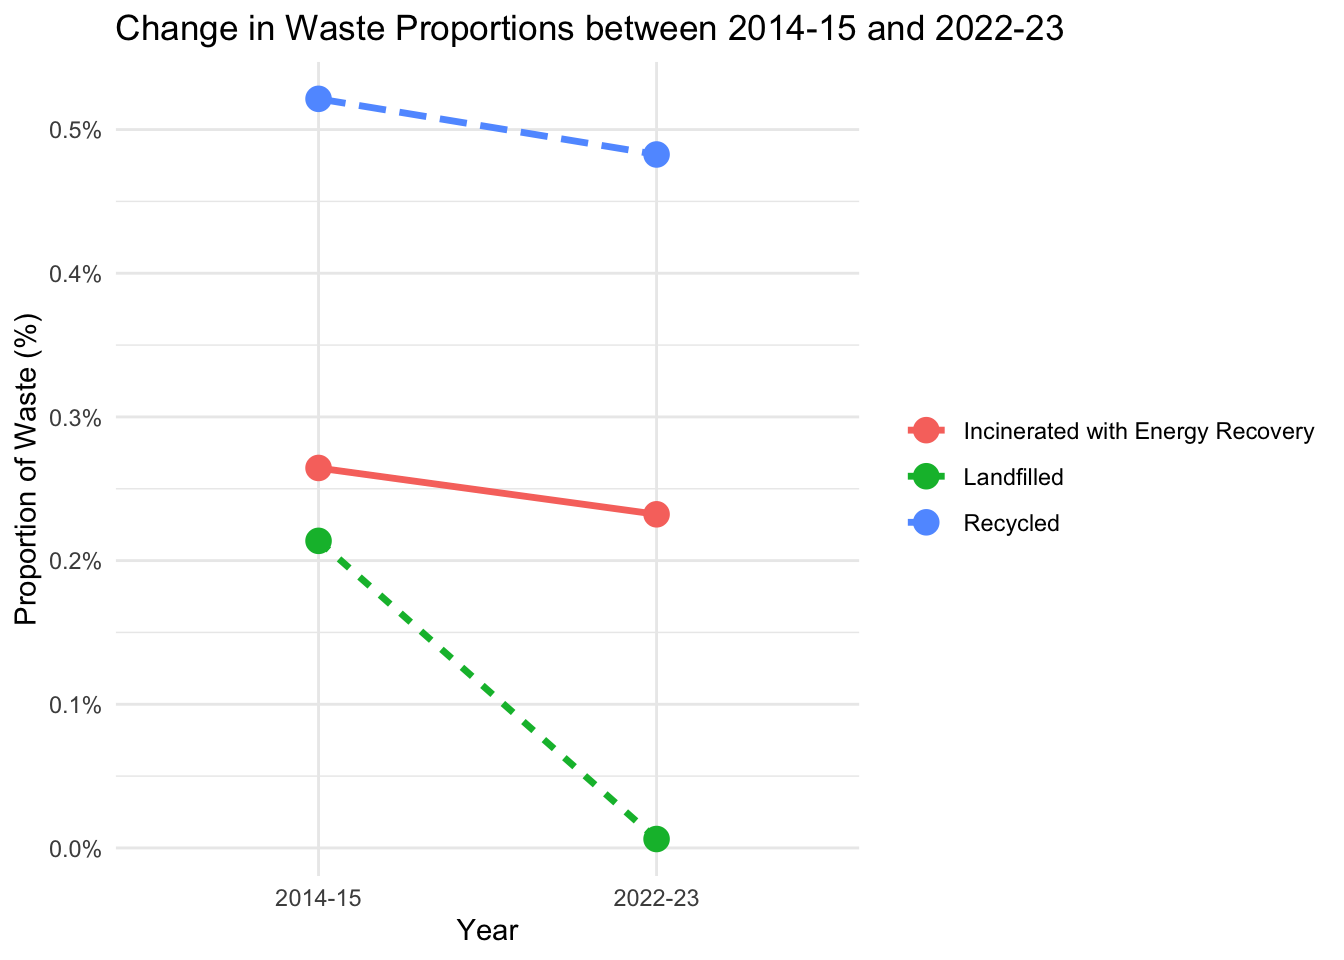 Change in Waste Proportions between 2014-15 and 2022-23
Proportion of Waste (%)
0.5%
0.4%
0.3%
0.2%
0.1%
0.0%
2014-15
2022-23
Year
Incinerated with Energy Recovery
Landfilled
Recycled